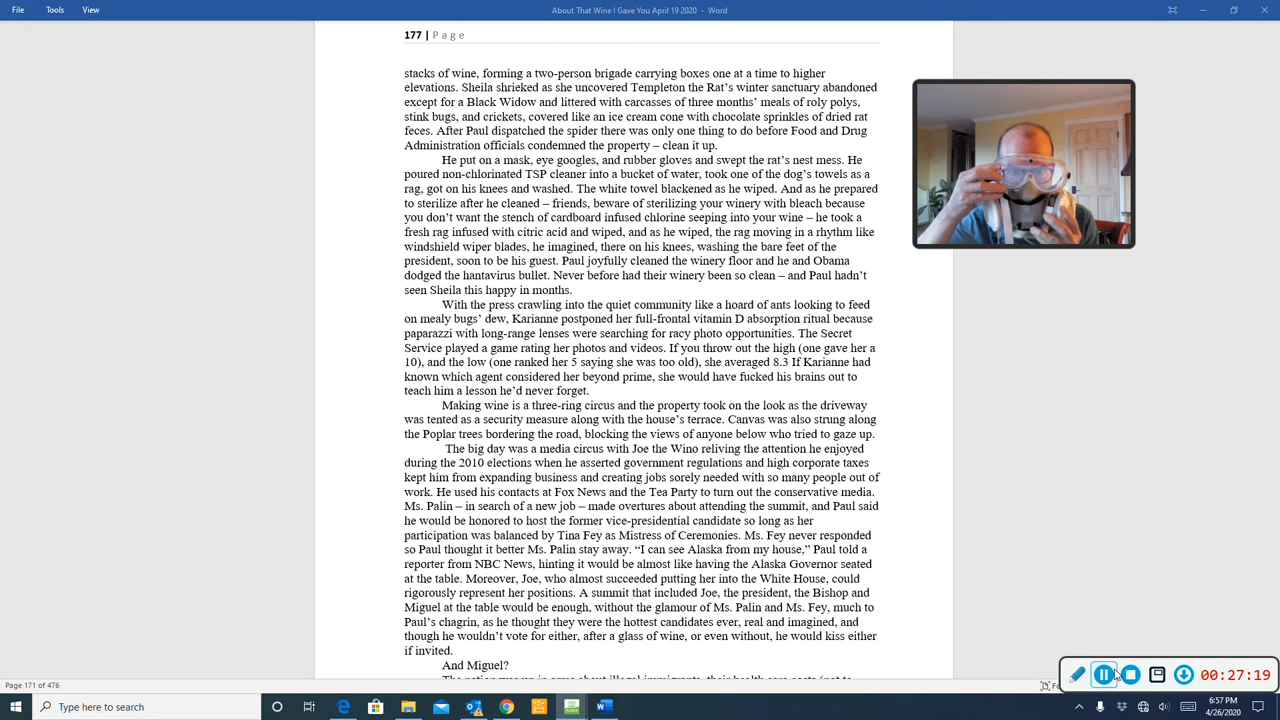 File Tools View About That Wine I Gave You April 19 2020 - Word
177 | Page
stacks of wine, forming a two-person brigade carrying boxes one at a time to higher
elevations. Sheila shrieked as she uncovered Templeton the Rat’s winter sanctuary abandoned
except for a Black Widow and littered with carcasses of three months’ meals of roly polys,
stink bugs, and crickets, covered like an ice cream cone with chocolate sprinkles of dried rat
feces. After Paul dispatched the spider there was only one thing to do before Food and Drug
Administration officials condemned the property – clean it up.
He put on a mask, eye googles, and rubber gloves and swept the rat’s nest mess. He
poured non-chlorinated TSP cleaner into a bucket of water, took one of the dog’s towels as a
rag, got on his knees and washed. The white towel blackened as he wiped. And as he prepared
to sterilize after he cleaned – friends, beware of sterilizing your winery with bleach because
you don’t want the stench of cardboard infused chlorine seeping into your wine – he took a
fresh rag infused with citric acid and wiped, and as he wiped, the rag moving in a rhythm like
windshield wiper blades, he imagined, there on his knees, washing the bare feet of the
president, soon to be his guest. Paul joyfully cleaned the winery floor and he and Obama
dodged the hantavirus bullet. Never before had their winery been so clean – and Paul hadn’t
seen Sheila this happy in months.
With the press crawling into the quiet community like a hoard of ants looking to feed
on mealy bugs’ dew, Karianne postponed her full-frontal vitamin D absorption ritual because
paparazzi with long-range lenses were searching for racy photo opportunities. The Secret
Service played a game rating her photos and videos. If you throw out the high (one gave her a
10), and the low (one ranked her 5 saying she was too old), she averaged 8.3 If Karianne had
known which agent considered her beyond prime, she would have fucked his brains out to
teach him a lesson he’d never forget.
Making wine is a three-ring circus and the property took on the look as the driveway
was tented as a security measure along with the house’s terrace. Canvas was also strung along
the Poplar trees bordering the road, blocking the views of anyone below who tried to gaze up.
The big day was a media circus with Joe the Wino reliving the attention he enjoyed
during the 2010 elections when he asserted government regulations and high corporate taxes
kept him from expanding business and creating jobs sorely needed with so many people out of
work. He used his contacts at Fox News and the Tea Party to turn out the conservative media.
Ms. Palin – in search of a new job – made overtures about attending the summit, and Paul said
he would be honored to host the former vice-presidential candidate so long as her
participation was balanced by Tina Fey as Mistress of Ceremonies. Ms. Fey never responded
so Paul thought it better Ms. Palin stay away. “I can see Alaska from my house,” Paul told a
reporter from NBC News, hinting it would be almost like having the Alaska Governor seated
at the table. Moreover, Joe, who almost succeeded putting her into the White House, could
rigorously represent her positions. A summit that included Joe, the president, the Bishop and
Miguel at the table would be enough, without the glamour of Ms. Palin and Ms. Fey, much to
Paul’s chagrin, as he thought they were the hottest candidates ever, real and imagined, and
though he wouldn’t vote for either, after a glass of wine, or even without, he would kiss either
if invited.
And Miguel?
The nation was up in arms about illegal immigrants, their health care costs (not to
00:27:19
Page 171 of 476
Type here to search
6:57 PM
4/26/2020